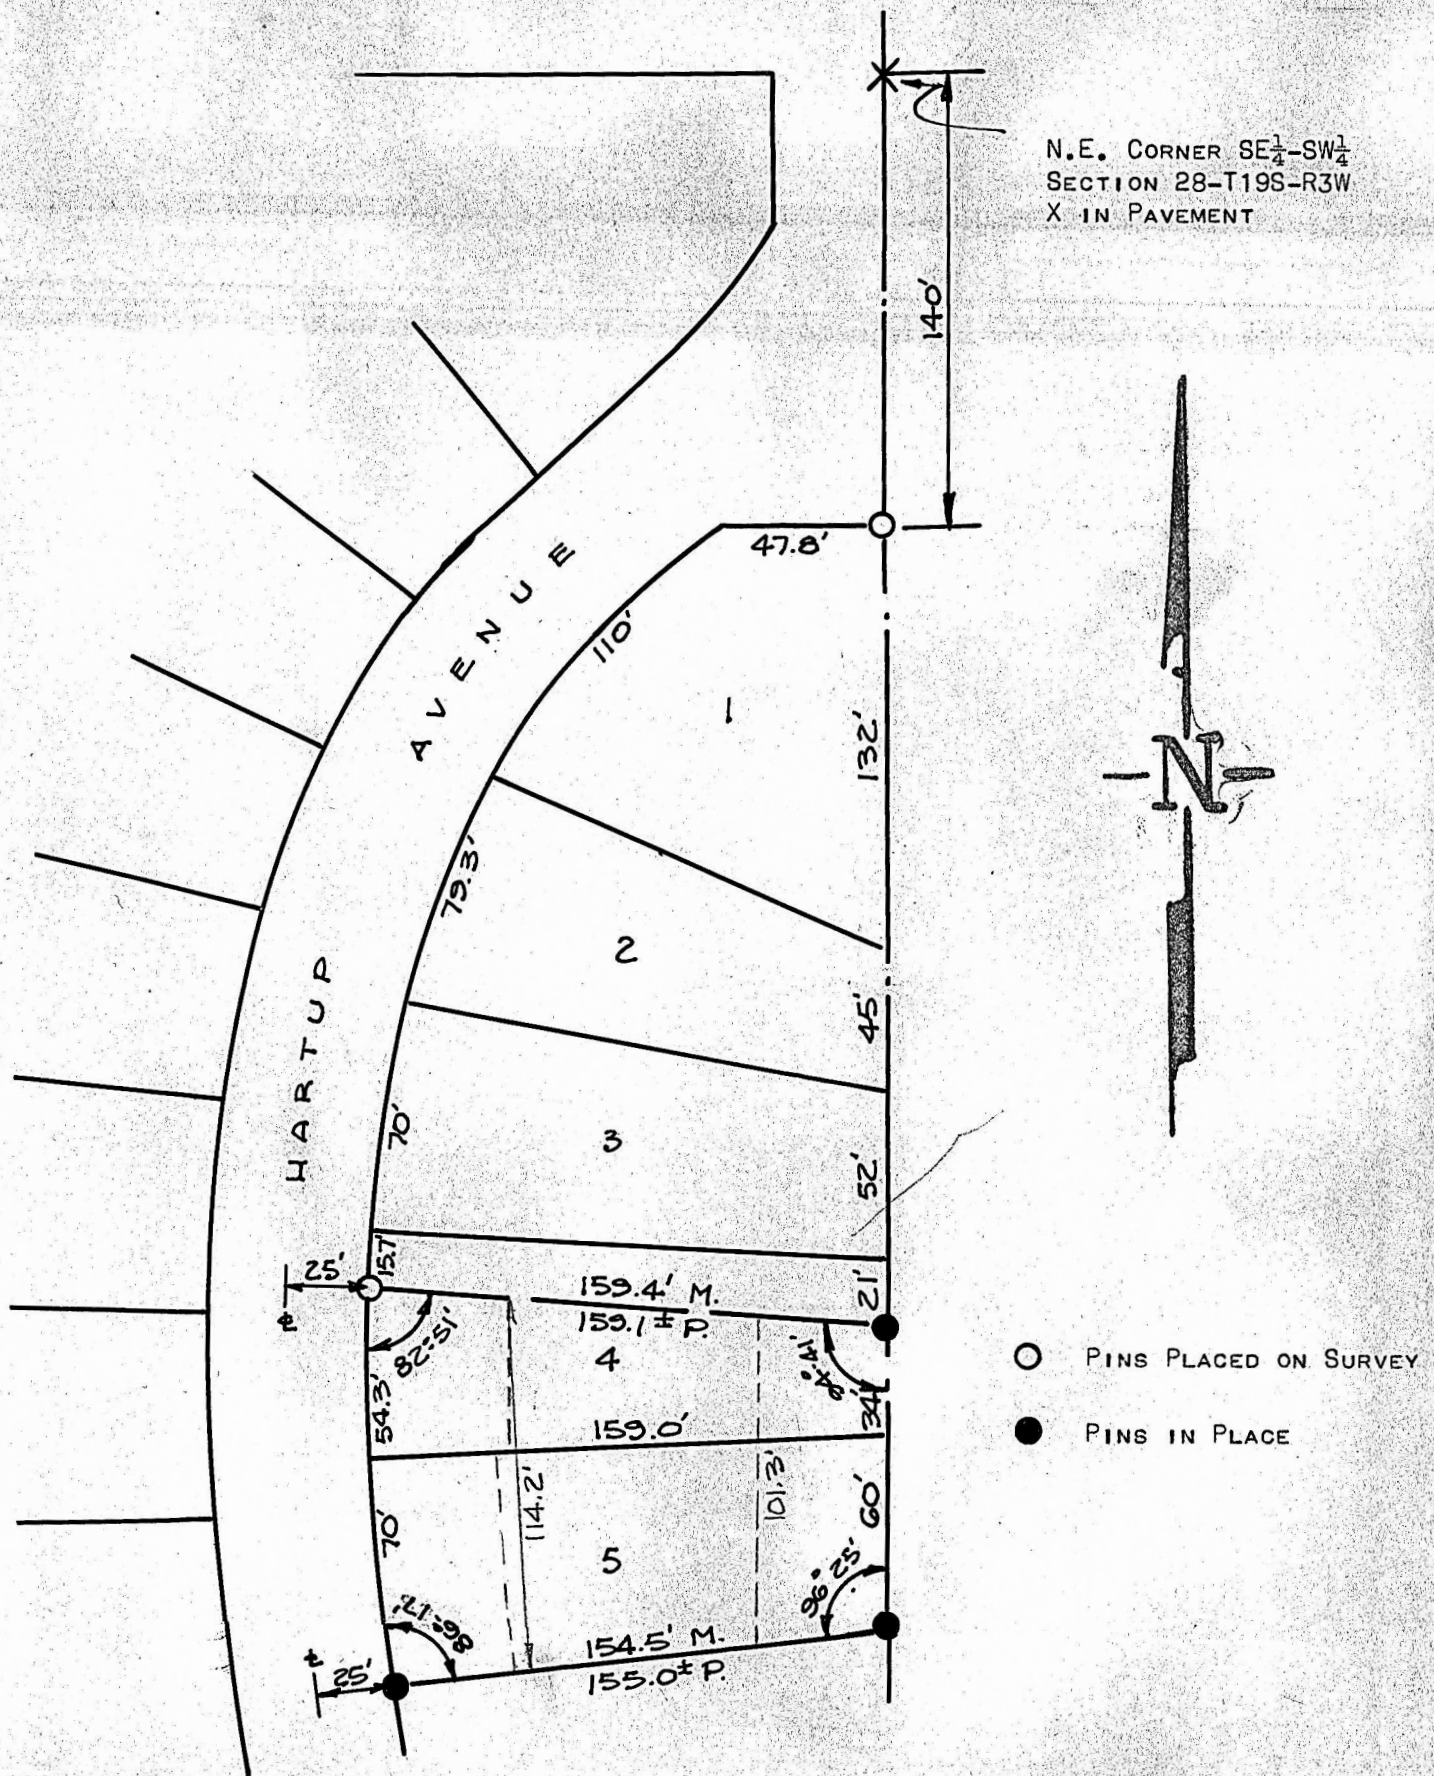 N.E. CORNER SE¼-SW¼
SECTION 28-T19S-R3W
X IN PAVEMENT
140'
47.8'
HARTUP AVENUE
110'
1
132'
N
79.3'
2
45'
70'
3
52'
15.7'
25'
159.4' M.
159.1± P.
21'
82°51'
4
34'
54.3'
159.0'
PINS PLACED ON SURVEY
PINS IN PLACE
114.2'
101.3'
60'
70'
5
96° 25'
86°-17'
154.5' M.
155.0± P.
25'